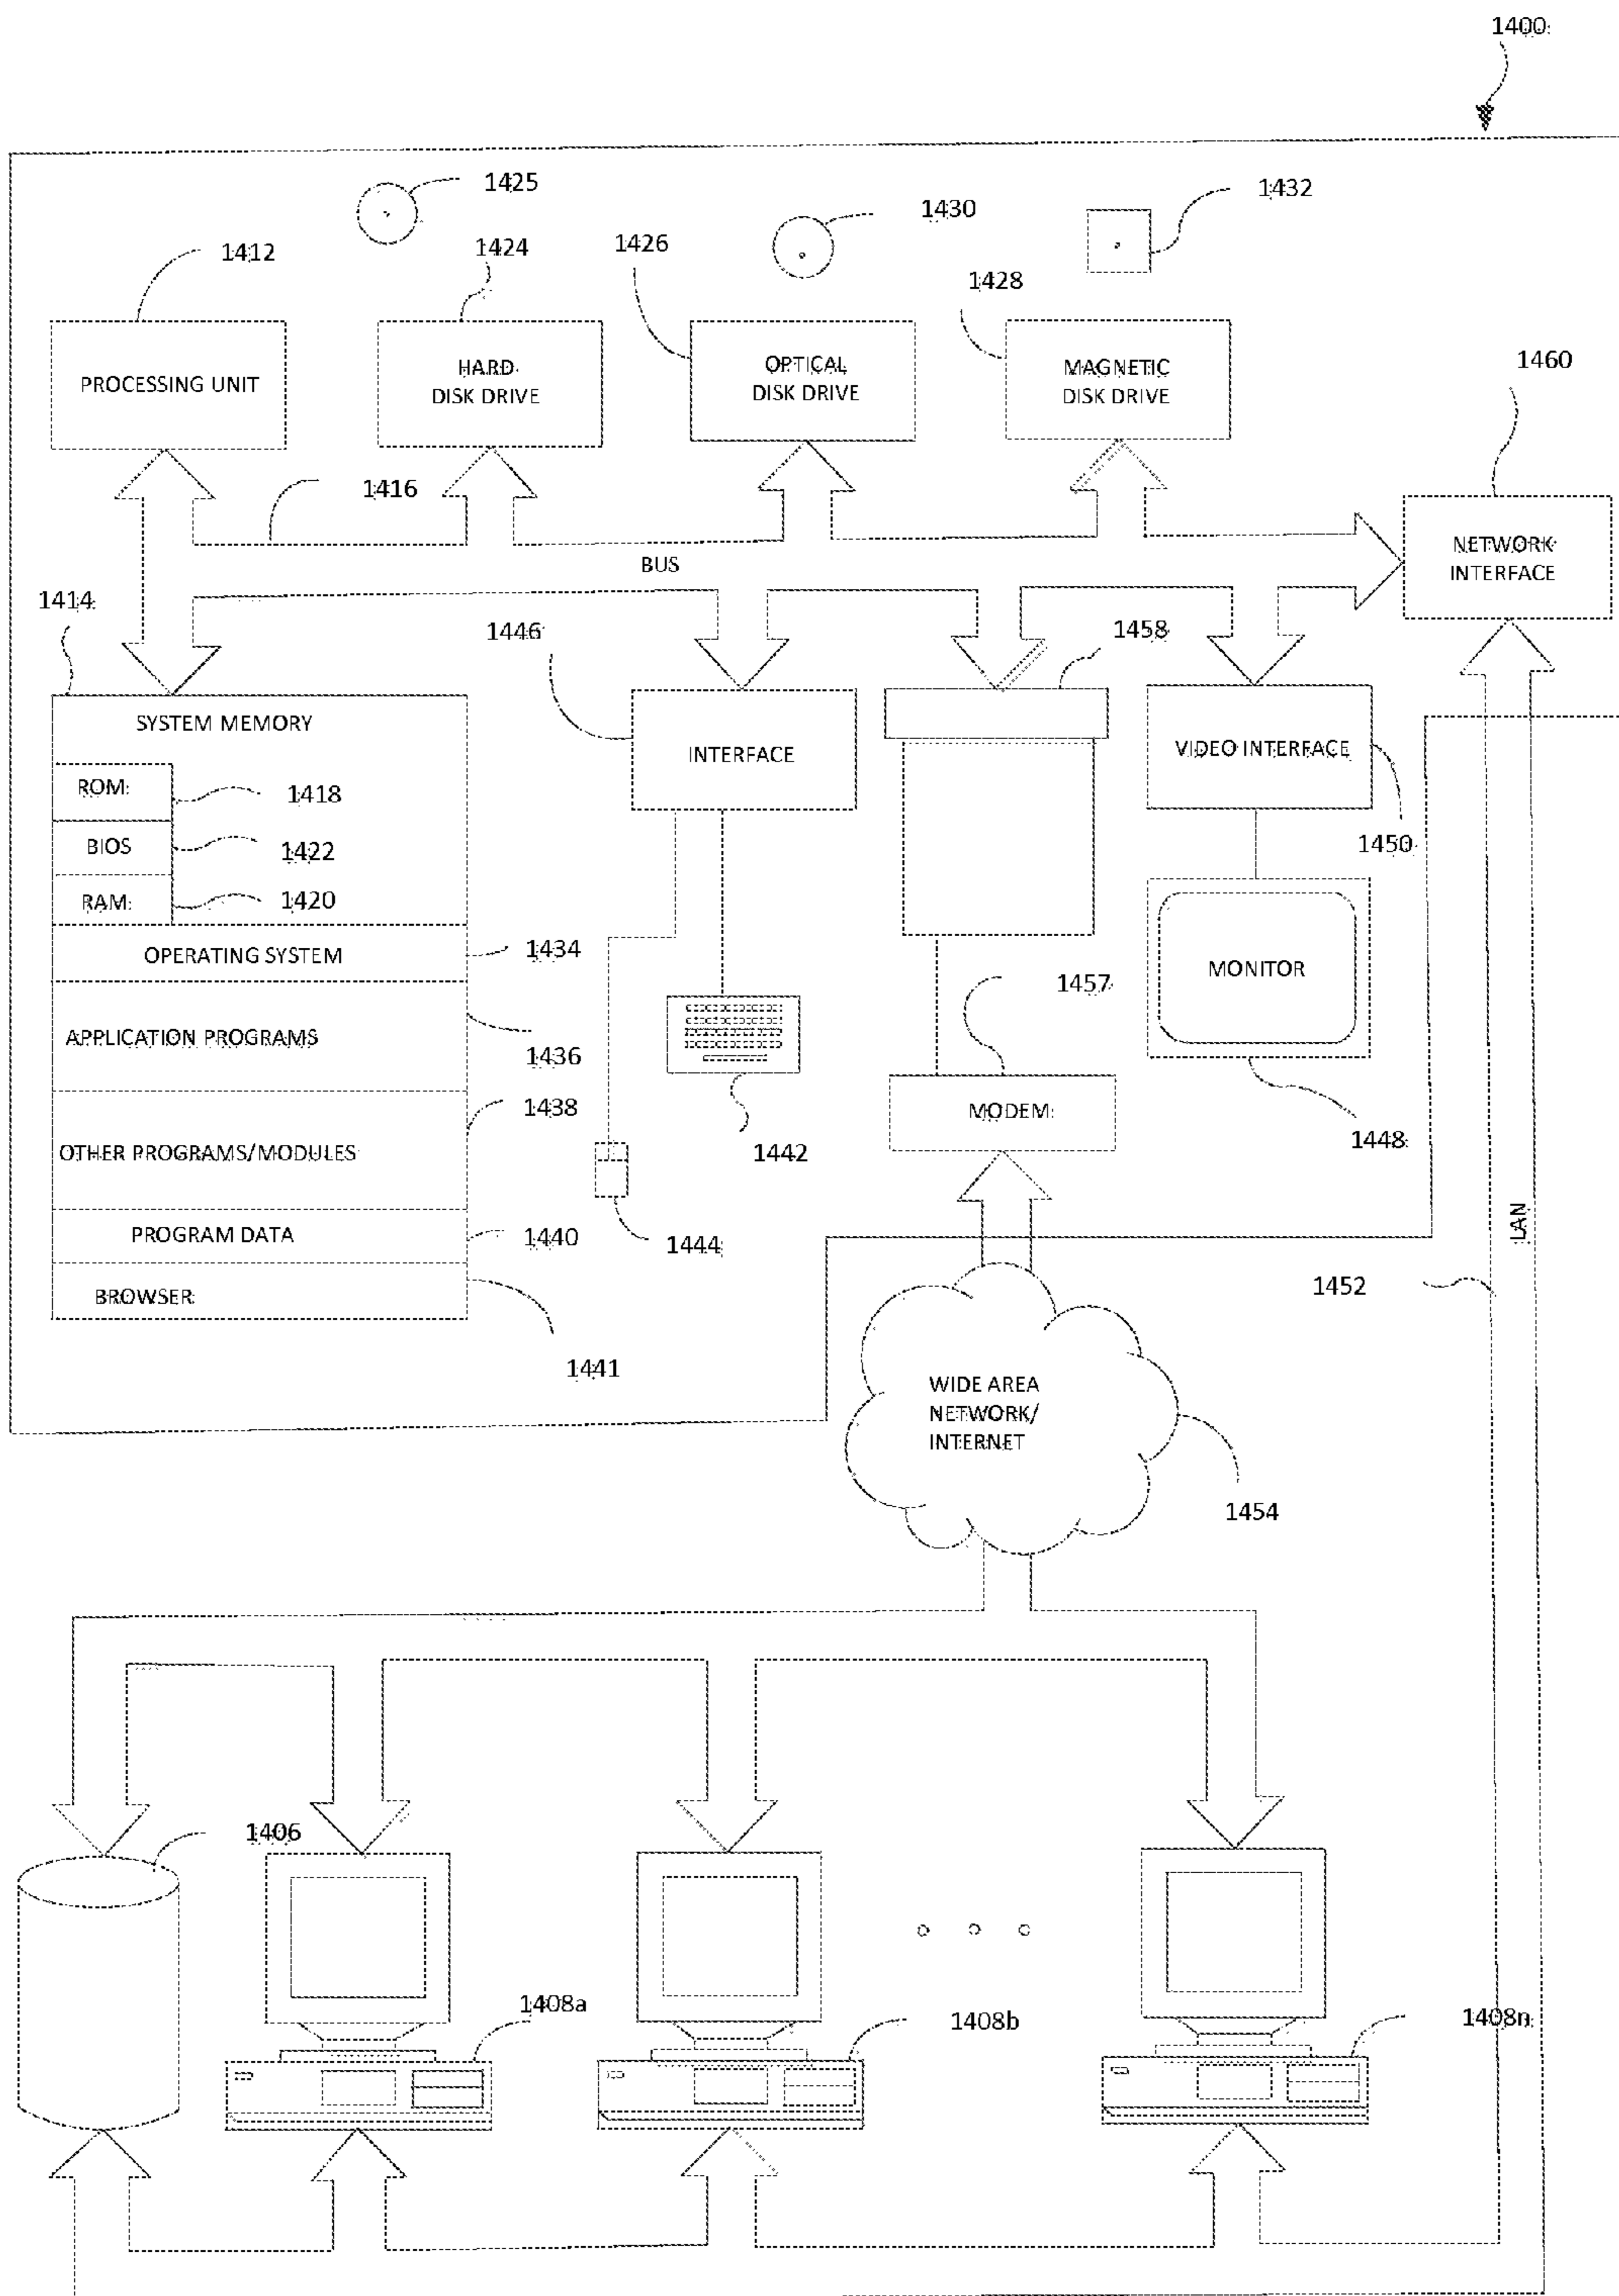 1400
1425
1432
1430
1412
1424
1426
1428
PROCESSING UNIT
HARD
DISK DRIVE
OPTICAL
DISK DRIVE
MAGNETIC
DISK DRIVE
1460
1416
NETWORK
INTERFACE
BUS
1414
1446
1458
SYSTEM MEMORY
INTERFACE
VIDEO INTERFACE
ROM
1418
BIOS
1422
1450
RAM
1420
OPERATING SYSTEM
1434
MONITOR
1457
APPLICATION PROGRAMS
1436
1438
MODEM
OTHER PROGRAMS/MODULES
1442
1448
PROGRAM DATA
1440
1444
LAN
BROWSER
1452
1441
WIDE AREA
NETWORK/
INTERNET
1454
1406
1408a
1408b
1408n